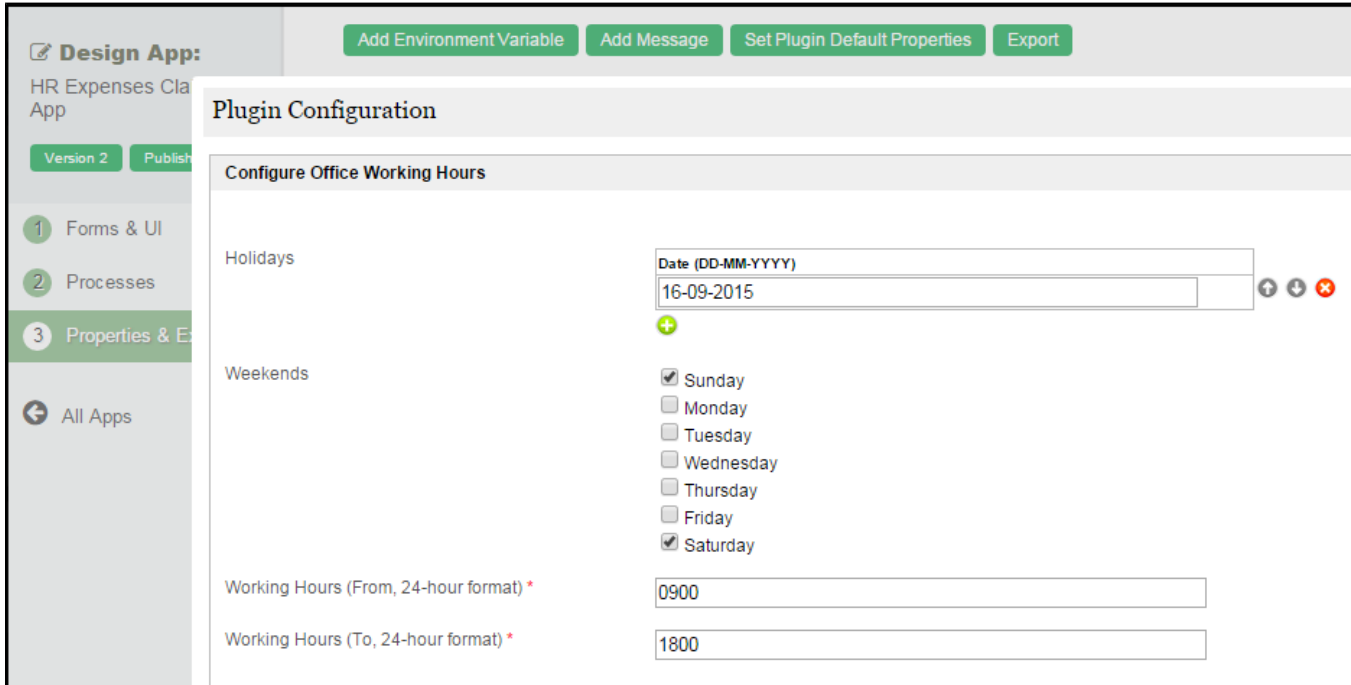 Design App:
HR Expenses Cla
App
Version 2 Publish
1 Forms & UI
2 Processes
3 Properties & E
All Apps
Add Environment Variable Add Message Set Plugin Default Properties Export
Plugin Configuration
Configure Office Working Hours
Holidays
Date (DD-MM-YYYY)
16-09-2015
Weekends
Sunday
Monday
Tuesday
Wednesday
Thursday
Friday
Saturday
Working Hours (From, 24-hour format) *
0900
Working Hours (To, 24-hour format) *
1800